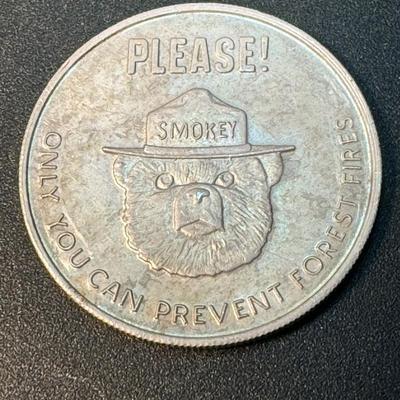 PLEASE!
SMOKEY
ONLY YOU CAN PREVENT FOREST FIRES